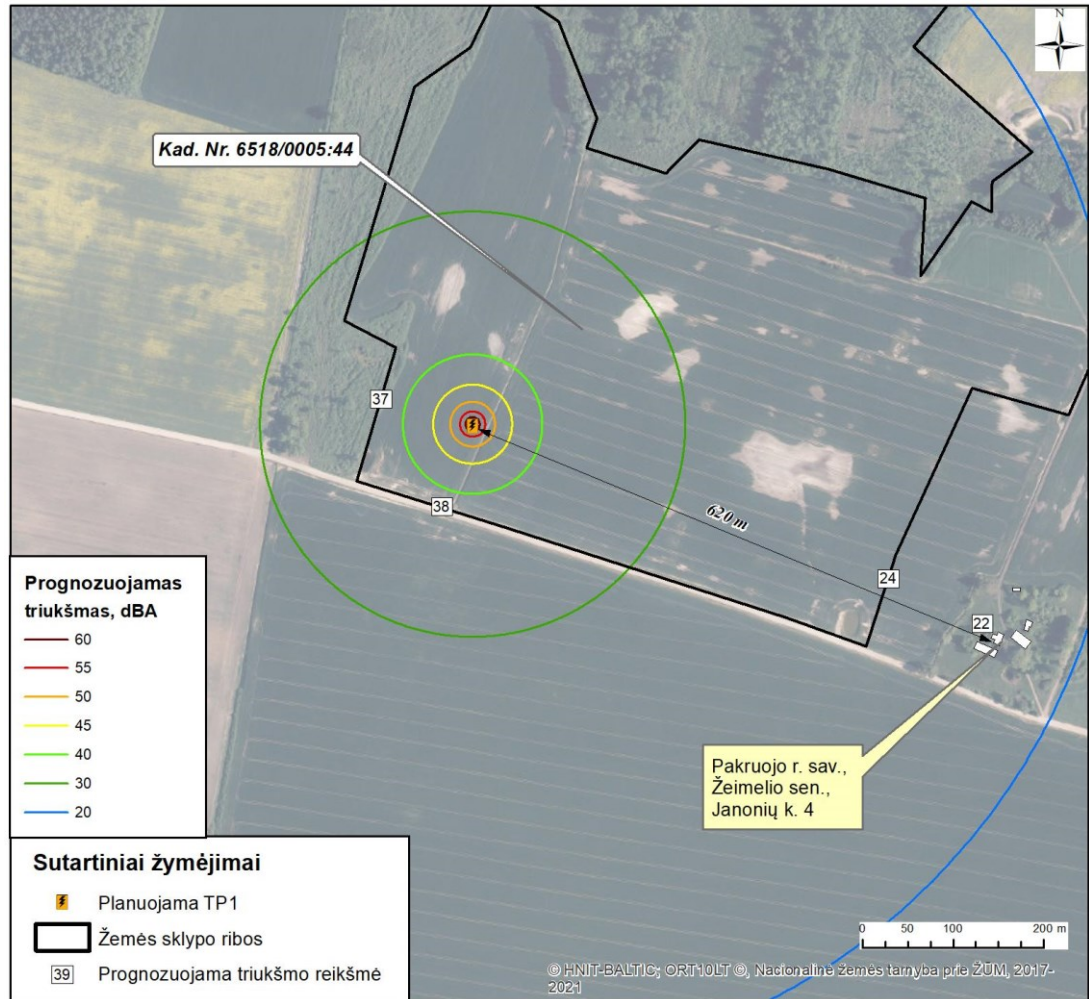 N
Kad. Nr. 6518/0005:44
37
38
620 m
24
22
Pakruojo r. sav.,
Žeimelio sen.,
Janonių k. 4
Prognozuojamas
triukšmas, dBA
60
55
50
45
40
30
20
Sutartiniai žymėjimai
Planuojama TP1
Žemės sklypo ribos
39 Prognozuojama triukšmo reikšmė
0 50 100 200 m
© HNIT-BALTIC; ORT10LT ©, Nacionalinė žemės tarnyba prie ŽŪM, 2017-
2021